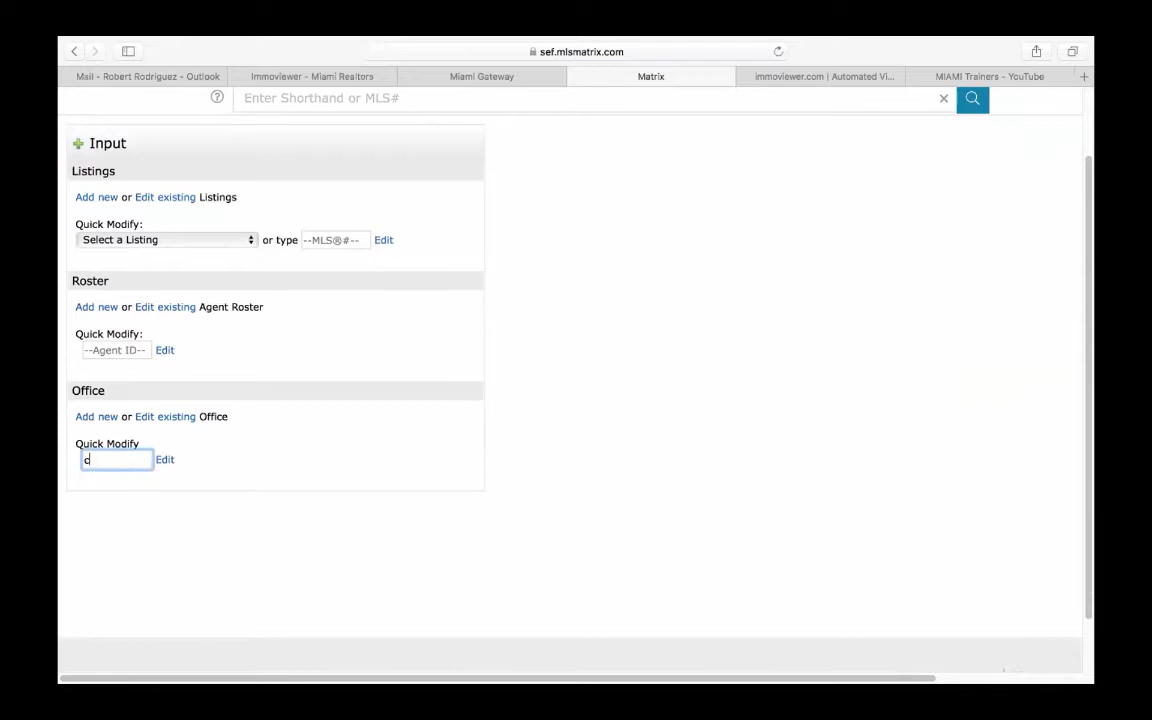 sef.mlsmatrix.com
Mail - Robert Rodriguez - Outlook
Immoviewer - Miami Realtors
Miami Gateway
Matrix
immoviewer.com | Automated Vi...
MIAMI Trainers - YouTube
Enter Shorthand or MLS#
Input
Listings
Add new or Edit existing Listings
Quick Modify:
Select a Listing or type --MLS®#-- Edit
Roster
Add new or Edit existing Agent Roster
Quick Modify:
--Agent ID-- Edit
Office
Add new or Edit existing Office
Quick Modify
c Edit